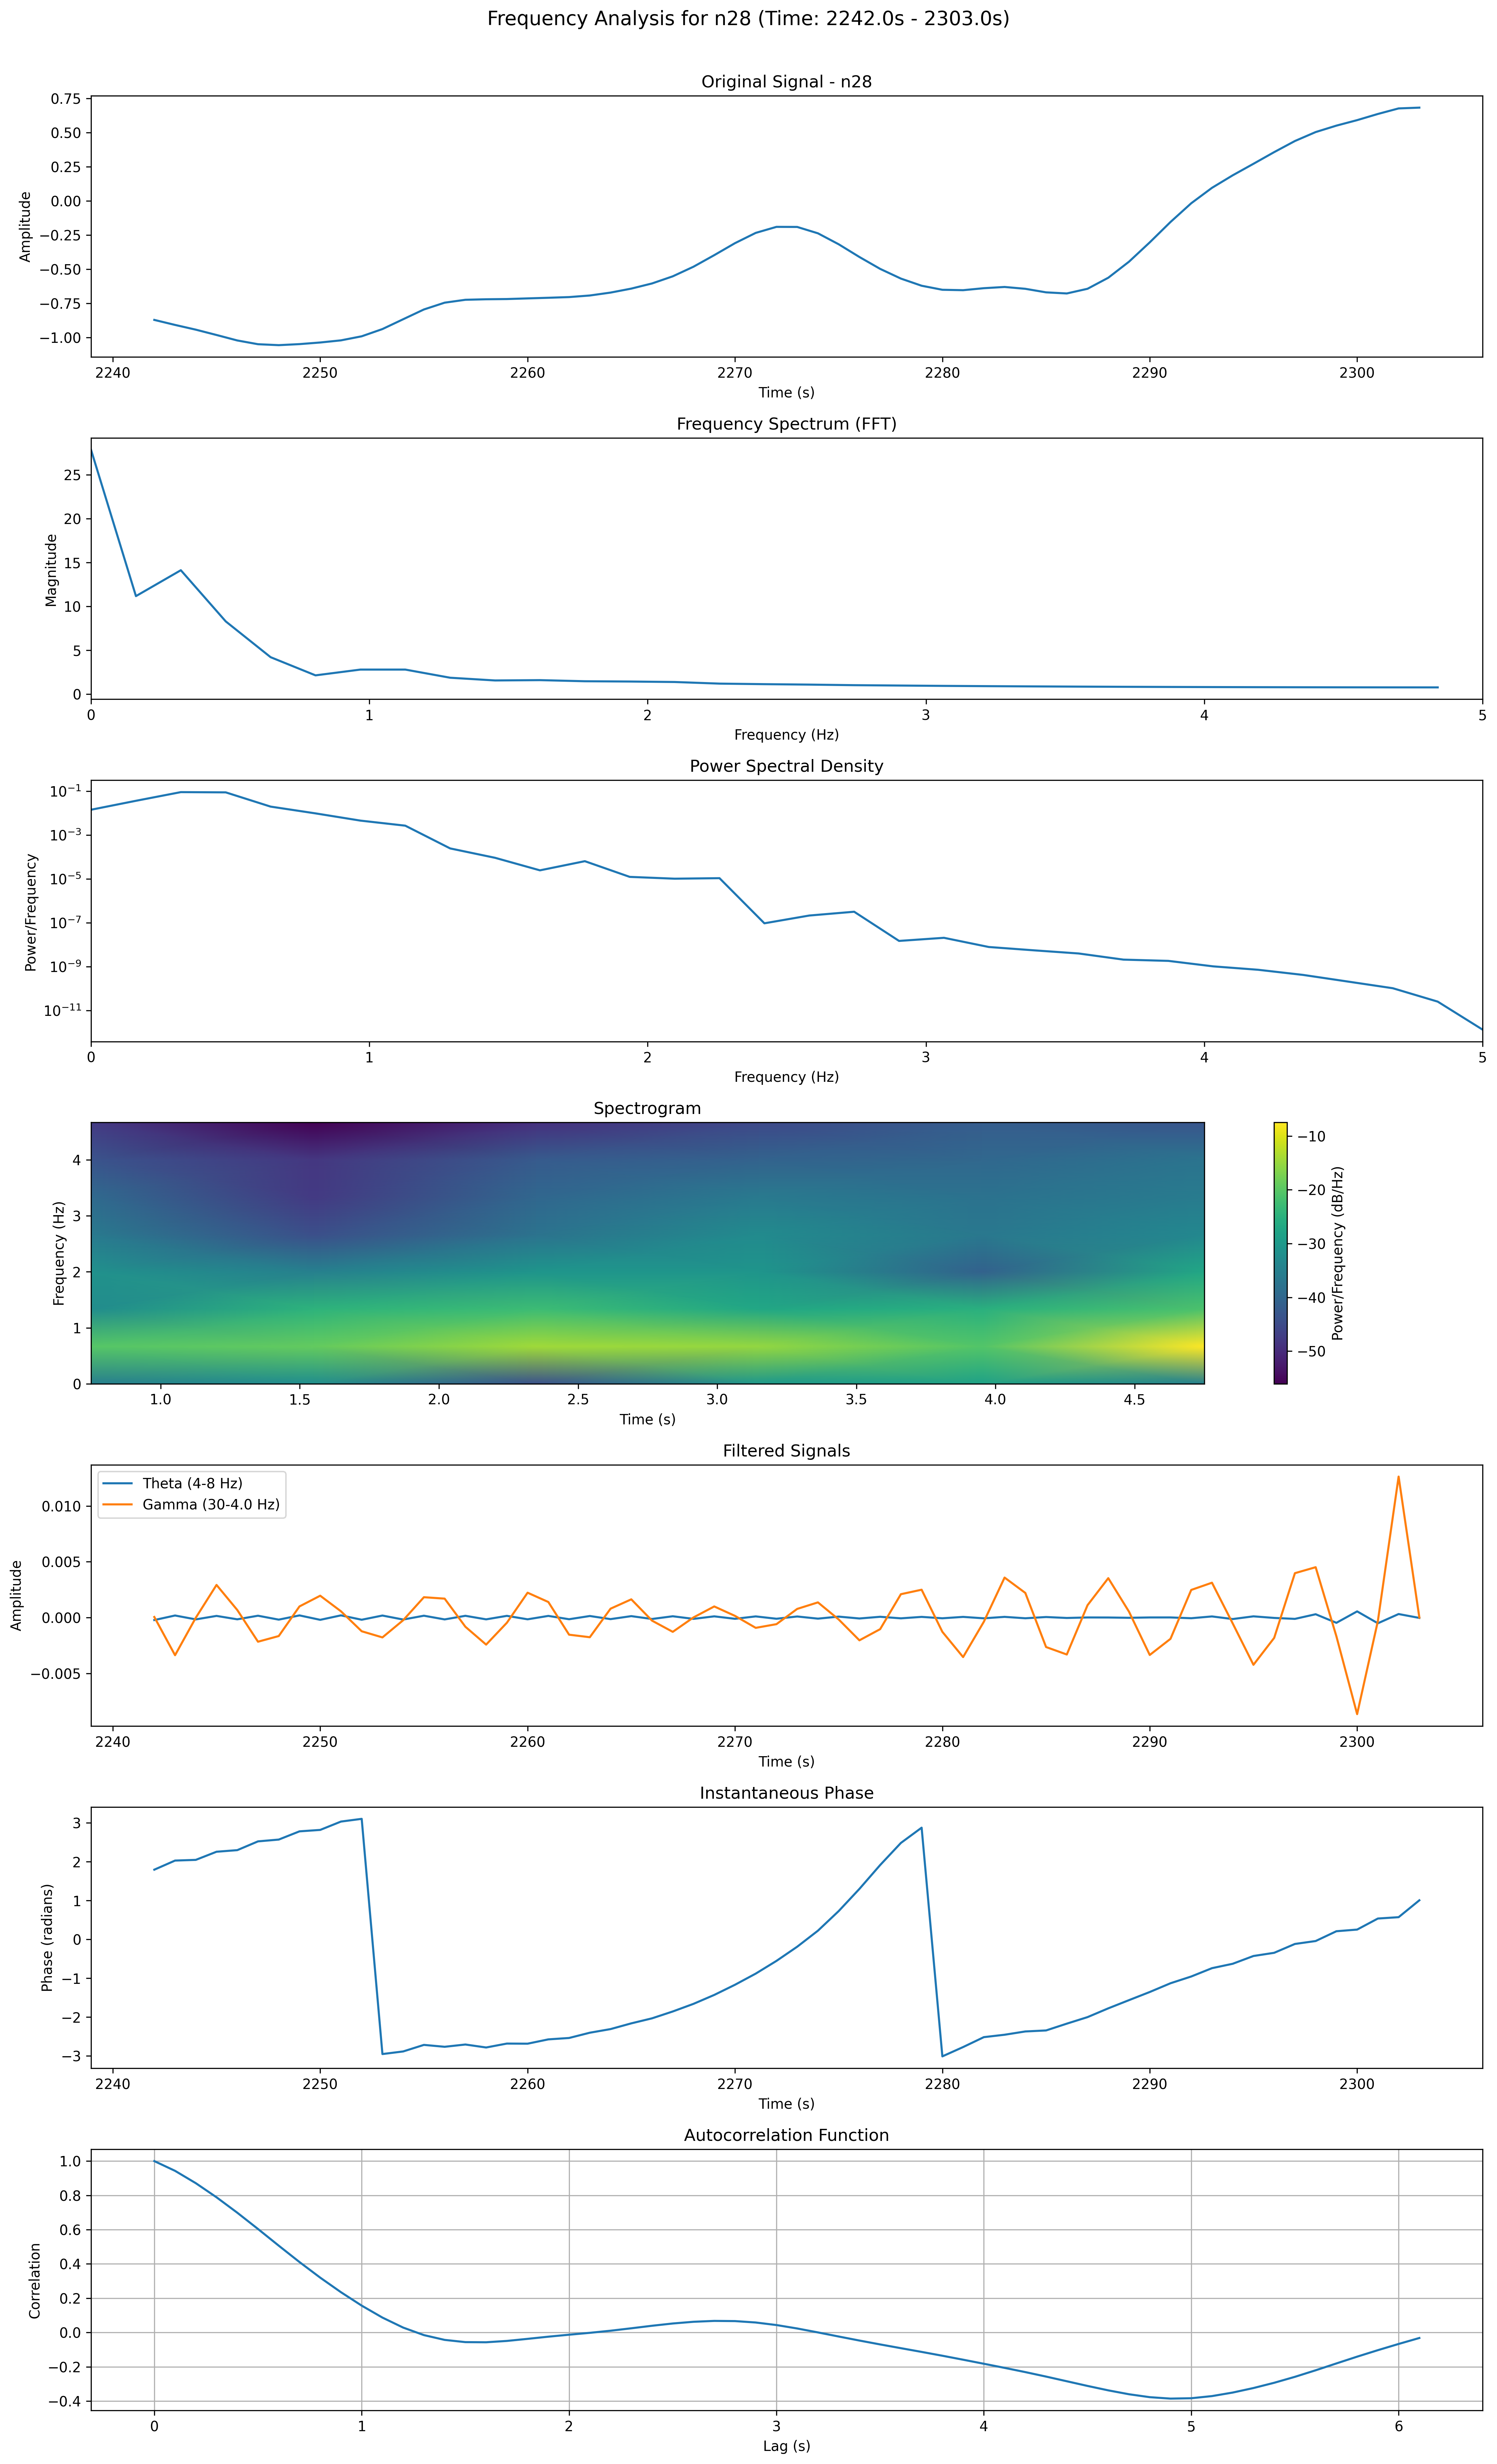 Frequency Analysis for n28 (Time: 2242.0s - 2303.0s)
Original Signal - n28
0.75
0.50
0.25
0.00
−0.25
−0.50
−0.75
−1.00
Amplitude
2240 2250 2260 2270 2280 2290 2300
Time (s)
Frequency Spectrum (FFT)
25
20
15
10
5
0
Magnitude
0 1 2 3 4 5
Frequency (Hz)
Power Spectral Density
10⁻¹
10⁻³
10⁻⁵
10⁻⁷
10⁻⁹
10⁻¹¹
Power/Frequency
0 1 2 3 4 5
Frequency (Hz)
Spectrogram
4
3
2
1
0
Frequency (Hz)
1.0 1.5 2.0 2.5 3.0 3.5 4.0 4.5
Time (s)
−10
−20
−30
−40
−50
Power/Frequency (dB/Hz)
Filtered Signals
Theta (4-8 Hz)
Gamma (30-4.0 Hz)
0.010
0.005
0.000
−0.005
Amplitude
2240 2250 2260 2270 2280 2290 2300
Time (s)
Instantaneous Phase
3
2
1
0
−1
−2
−3
Phase (radians)
2240 2250 2260 2270 2280 2290 2300
Time (s)
Autocorrelation Function
1.0
0.8
0.6
0.4
0.2
0.0
−0.2
−0.4
Correlation
0 1 2 3 4 5 6
Lag (s)